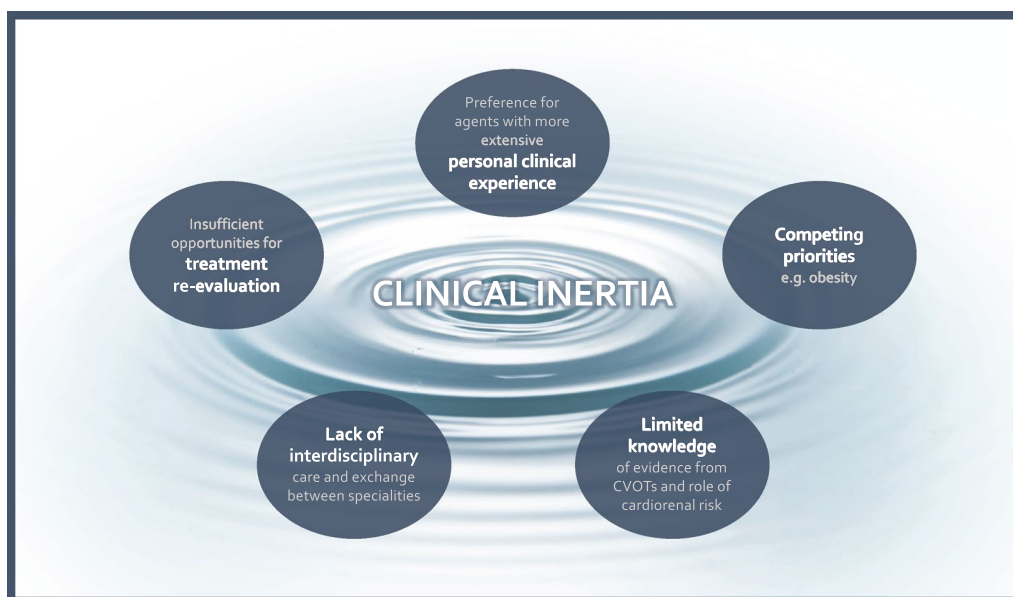 Preference for
agents with more
extensive
personal clinical
experience
Insufficient
opportunities for
treatment
re-evaluation
Competing
priorities
e.g. obesity
CLINICAL INERTIA
Lack of
interdisciplinary
care and exchange
between specialities
Limited
knowledge
of evidence from
CVOTs and role of
cardiorenal risk